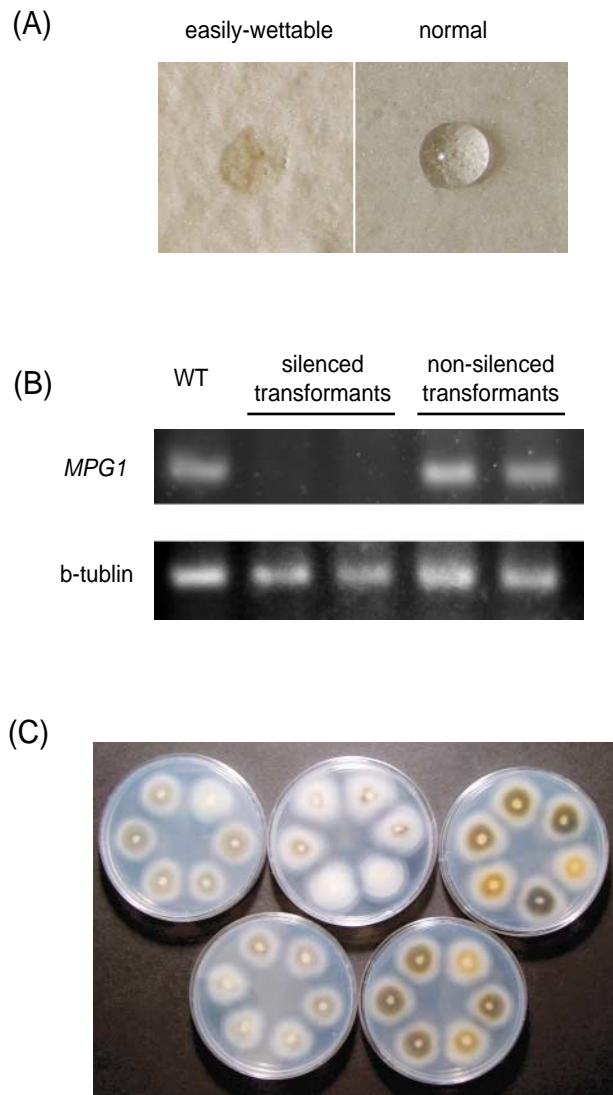 (A)
easily-wettable normal
(B)
WT
silenced
transformants
non-silenced
transformants
MPG1
b-tublin
(C)